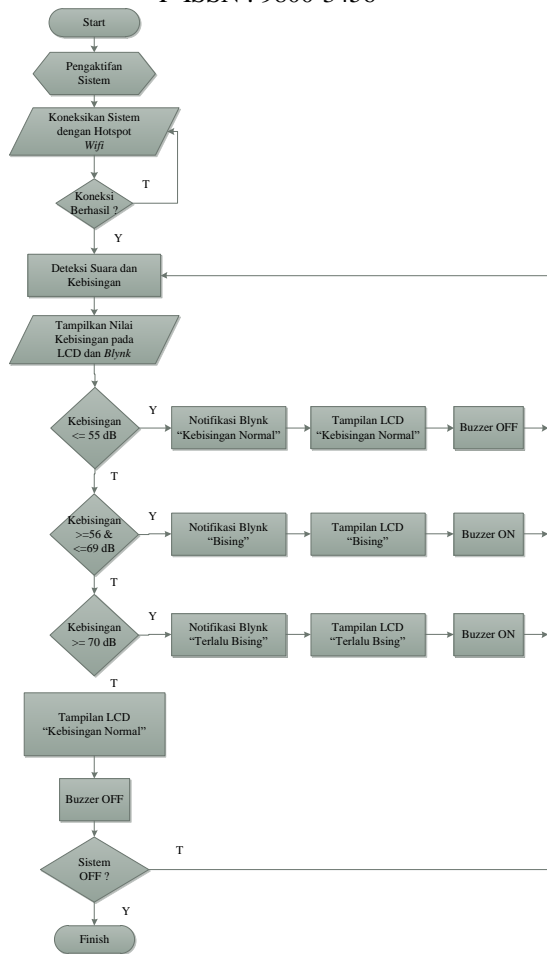 Start
Pengaktifan
Sistem
Koneksikan Sistem
dengan Hotspot
Wifi
T
Koneksi
Berhasil ?
Y
Deteksi Suara dan
Kebisingan
Tampilkan Nilai
Kebisingan pada
LCD dan Blynk
Kebisingan
<= 55 dB
Y
Notifikasi Blynk
“Kebisingan Normal”
Tampilan LCD
“Kebisingan Normal”
Buzzer OFF
T
Kebisingan
>=56 &
<=69 dB
Y
Notifikasi Blynk
“Bising”
Tampilan LCD
“Bising”
Buzzer ON
T
Kebisingan
>= 70 dB
Y
Notifikasi Blynk
“Terlalu Bising”
Tampilan LCD
“Terlalu Bsing”
Buzzer ON
T
Tampilan LCD
“Kebisingan Normal”
Buzzer OFF
Sistem
OFF ?
T
Y
Finish